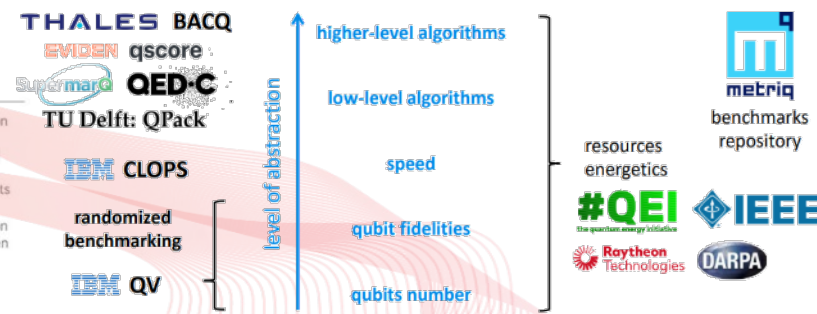 THALES BACQ
EVIDEN qscore
SupermarQ QED·C
TU Delft: QPack
IBM CLOPS
randomized
benchmarking
IBM QV
level of abstraction
higher-level algorithms
low-level algorithms
speed
qubit fidelities
qubits number
resources
energetics
#QEI
the quantum energy initiative
IEEE
Raytheon
Technologies
DARPA
metriq
benchmarks
repository